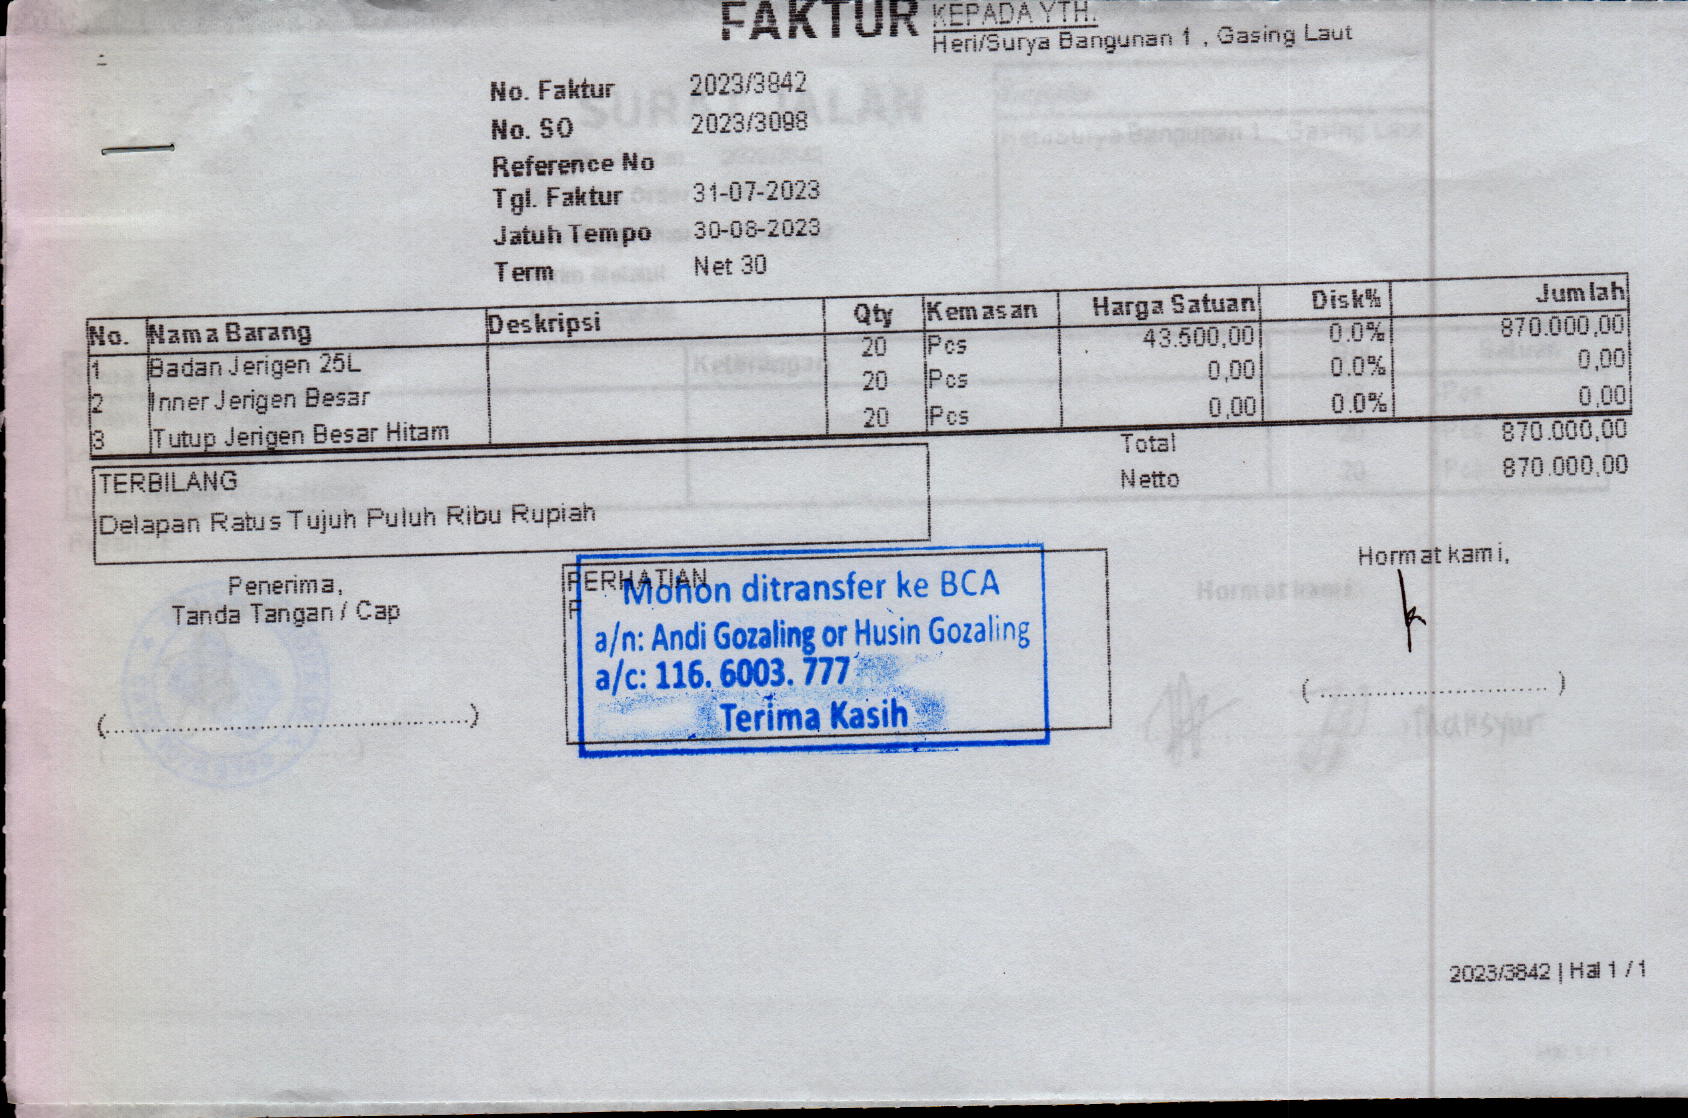 FAKTUR
KEPADA YTH.
Heri/Surya Bangunan 1 , Gasing Laut
No. Faktur 2023/3842
No. SO 2023/3098
Reference No
Tgl. Faktur 31-07-2023
Jatuh Tempo 30-08-2023
Term Net 30
No. Nama Barang Deskripsi Qty Kemasan Harga Satuan Disk% Jumlah
1 Badan Jerigen 25L 20 Pcs 43.500,00 0.0% 870.000,00
2 Inner Jerigen Besar 20 Pcs 0,00 0.0% 0,00
3 Tutup Jerigen Besar Hitam 20 Pcs 0,00 0.0% 0,00
Total 870.000,00
Netto 870.000,00
TERBILANG
Delapan Ratus Tujuh Puluh Ribu Rupiah
Penerima,
Tanda Tangan / Cap
(.....................................................)
PERHATIAN
Mohon ditransfer ke BCA
a/n: Andi Gozaling or Husin Gozaling
a/c: 116. 6003. 777
Terima Kasih
Hormat kami,
(.................................)
2023/3842 | Hal 1 / 1